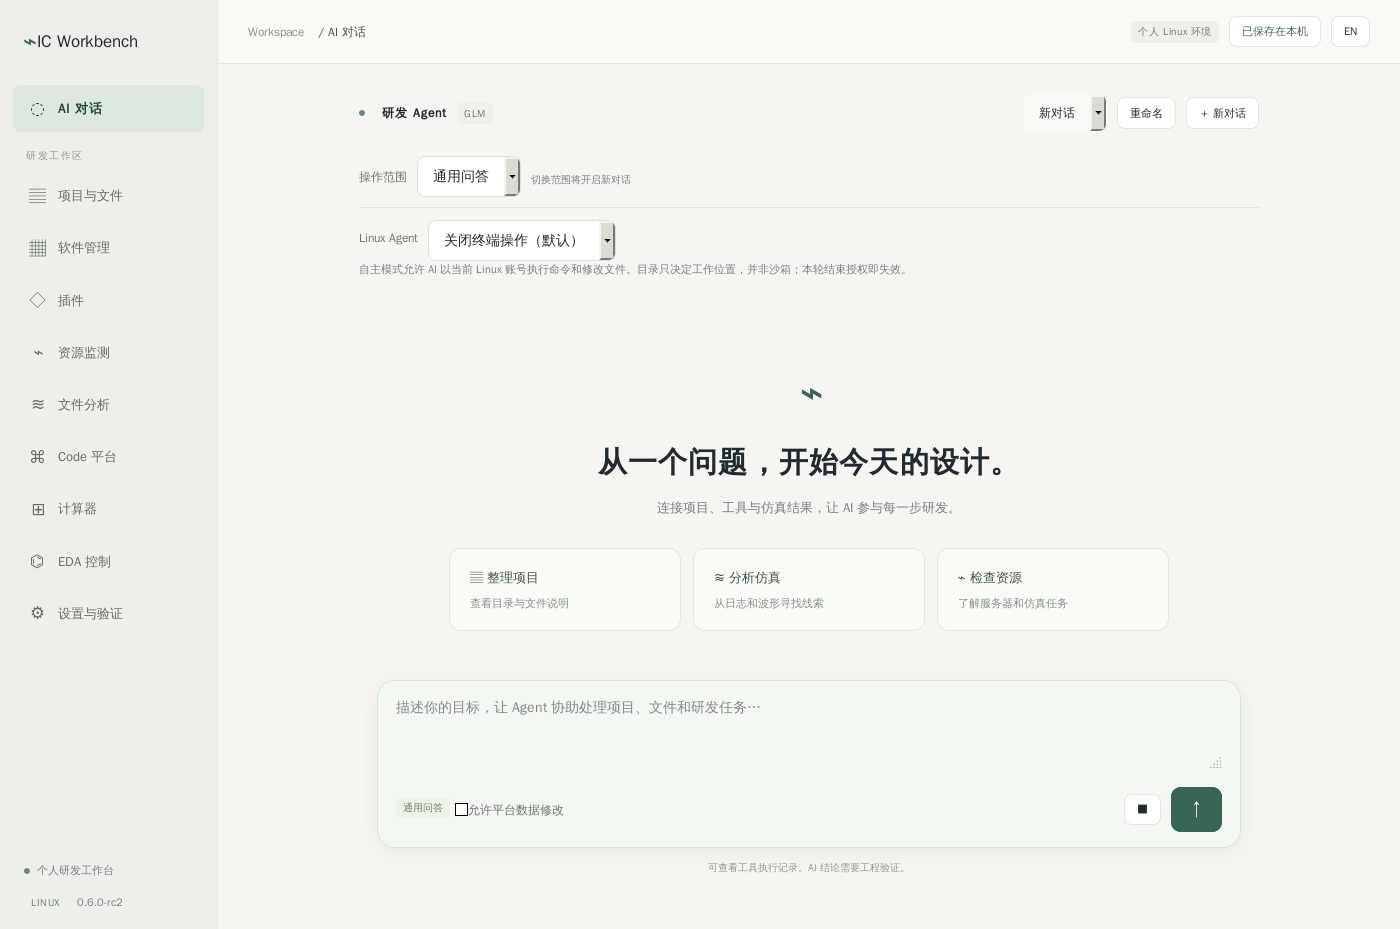 IC Workbench
AI 对话
研发工作区
项目与文件
软件管理
插件
资源监测
文件分析
Code 平台
计算器
EDA 控制
设置与验证
个人研发工作台
LINUX 0.6.0-rc2
Workspace / AI 对话
个人 Linux 环境
已保存在本机
EN
研发 Agent GLM
新对话
重命名
+ 新对话
操作范围 通用问答 切换范围将开启新对话
Linux Agent 关闭终端操作（默认）
自主模式允许 AI 以当前 Linux 账号执行命令和修改文件。目录只决定工作位置，并非沙箱；本轮结束授权即失效。
从一个问题，开始今天的设计。
连接项目、工具与仿真结果，让 AI 参与每一步研发。
整理项目
查看目录与文件说明
分析仿真
从日志和波形寻找线索
检查资源
了解服务器和仿真任务
描述你的目标，让 Agent 协助处理项目、文件和研发任务…
通用问答 允许平台数据修改
可查看工具执行记录。AI 结论需要工程验证。